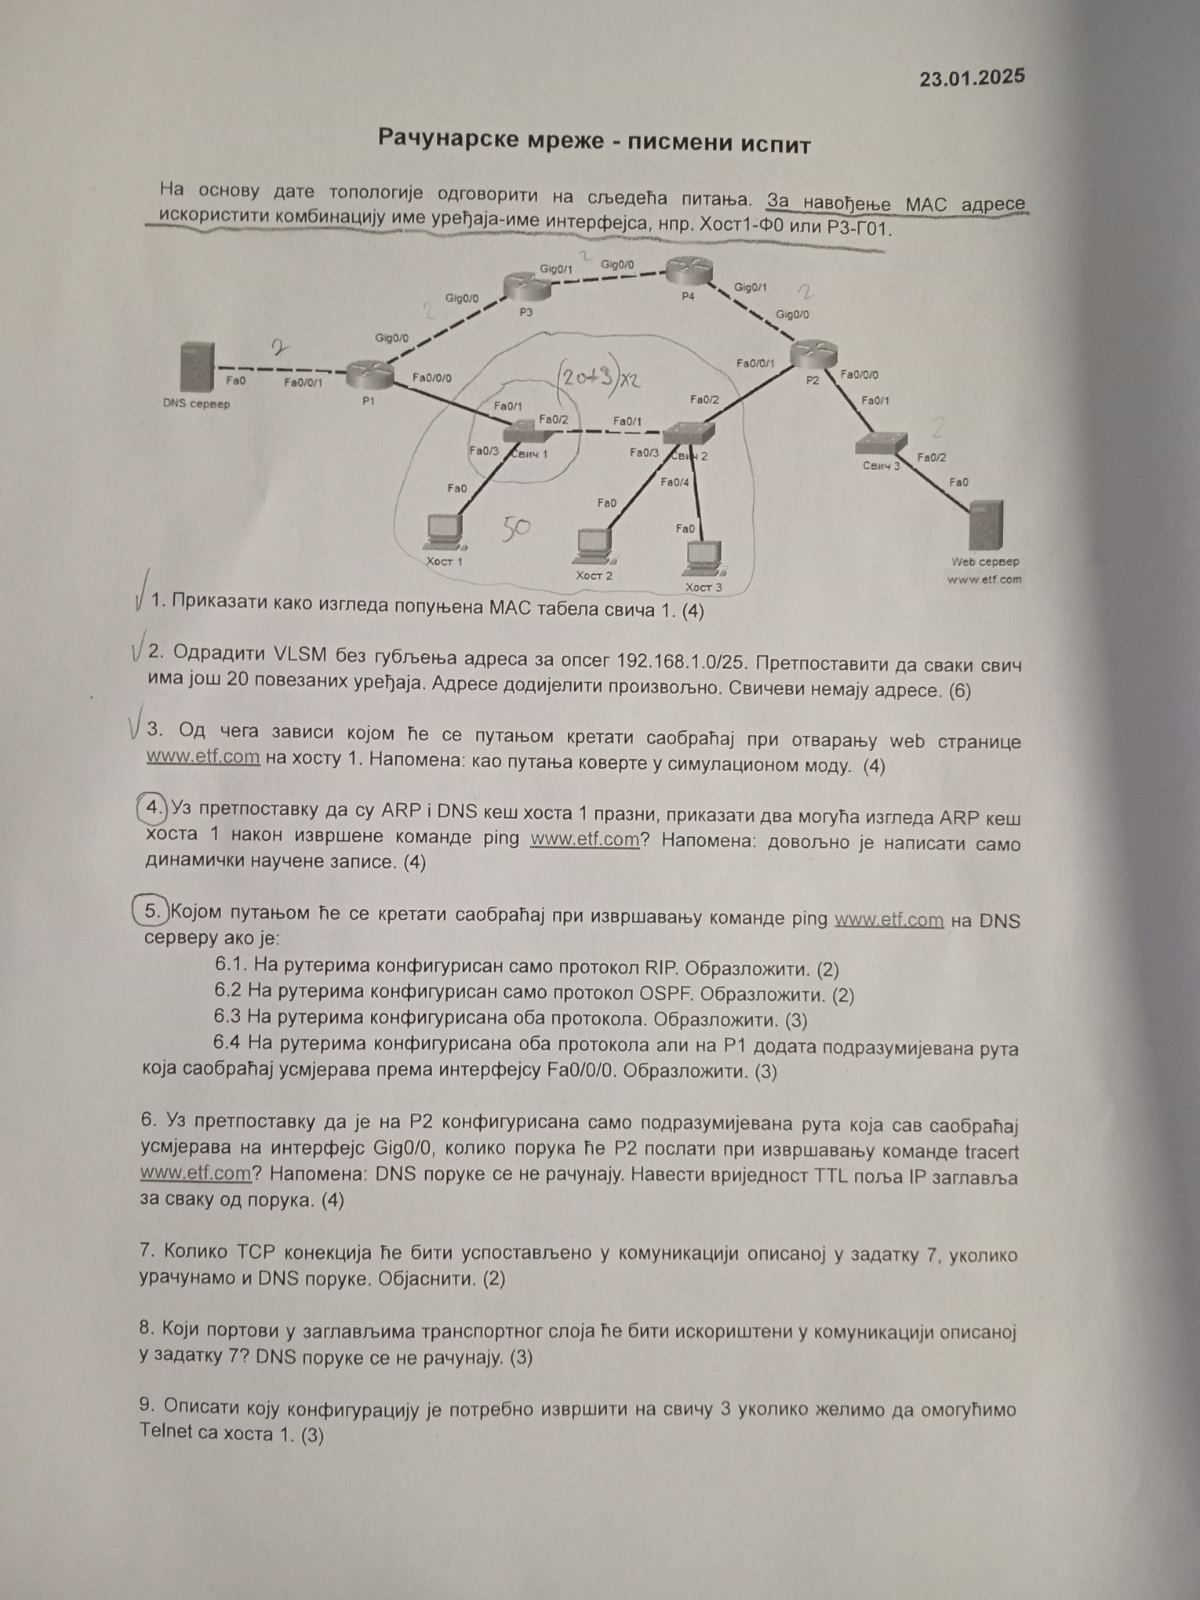 23.01.2025
Рачунарске мреже - писмени испит
На основу дате топологије одговорити на сљедећа питања. За навођење МАС адресе
искористити комбинацију име уређаја-име интерфејса, нпр. Хост1-Ф0 или Р3-Г01.
2
Gig0/1
Gig0/0
P3
P4
Gig0/1
2
Gig0/0
2
Gig0/0
Gig0/0
2
Fa0
Fa0/0/1
DNS сервер
P1
Fa0/0/0
(20+3)x2
Fa0/0/1
P2
Fa0/0/0
Fa0/1
Fa0/2
Fa0/1
Fa0/2
Fa0/1
Fa0/3
Свич 1
Fa0/3
Свич 2
Fa0/4
Свич 3
2
Fa0/2
Fa0
Fa0
Fa0
Fa0
50
Хост 1
Хост 2
Хост 3
Web сервер
www.etf.com
1. Приказати како изгледа попуњена МАС табела свича 1. (4)
2. Одрадити VLSM без губљења адреса за опсег 192.168.1.0/25. Претпоставити да сваки свич
има још 20 повезаних уређаја. Адресе додијелити произвољно. Свичеви немају адресе. (6)
3. Од чега зависи којом ће се путањом кретати саобраћај при отварању web странице
www.etf.com на хосту 1. Напомена: као путања коверте у симулационом моду. (4)
4. Уз претпоставку да су ARP i DNS кеш хоста 1 празни, приказати два могућа изгледа ARP кеш
хоста 1 након извршене команде ping www.etf.com? Напомена: довољно је написати само
динамички научене записе. (4)
5. Којом путањом ће се кретати саобраћај при извршавању команде ping www.etf.com на DNS
серверу ако је:
6.1. На рутерима конфигурисан само протокол RIP. Образложити. (2)
6.2 На рутерима конфигурисан само протокол OSPF. Образложити. (2)
6.3 На рутерима конфигурисана оба протокола. Образложити. (3)
6.4 На рутерима конфигурисана оба протокола али на Р1 додата подразумијевана рута
која саобраћај усмјерава према интерфејсу Fa0/0/0. Образложити. (3)
6. Уз претпоставку да је на Р2 конфигурисана само подразумијевана рута која сав саобраћај
усмјерава на интерфејс Gig0/0, колико порука ће Р2 послати при извршавању команде tracert
www.etf.com? Напомена: DNS поруке се не рачунају. Навести вриједност TTL поља IP заглавља
за сваку од порука. (4)
7. Колико TCP конекција ће бити успостављено у комуникацији описаној у задатку 7, уколико
урачунамо и DNS поруке. Објаснити. (2)
8. Који портови у заглављима транспортног слоја ће бити искориштени у комуникацији описаној
у задатку 7? DNS поруке се не рачунају. (3)
9. Описати коју конфигурацију је потребно извршити на свичу 3 уколико желимо да омогућимо
Telnet са хоста 1. (3)